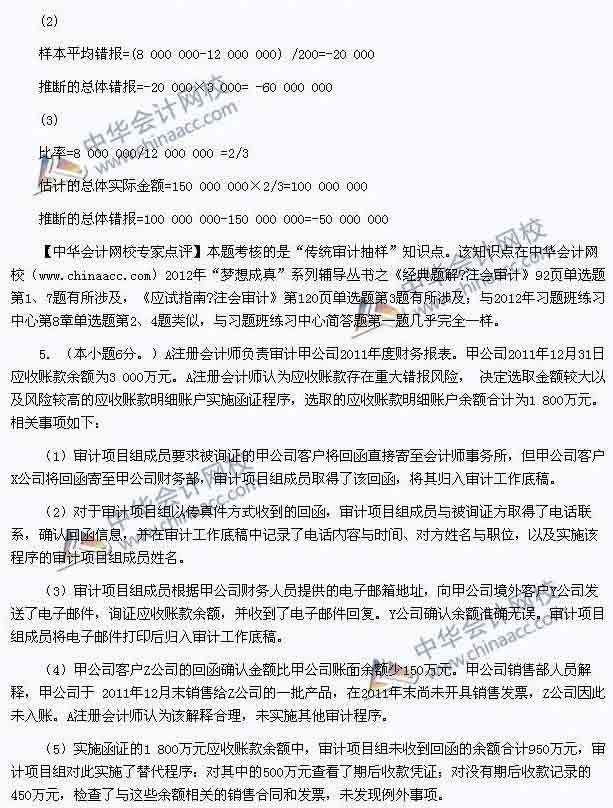 (2)
样本平均错报=(8 000 000-12 000 000) /200=-20 000
推断的总体错报=-20 000×3 000= -60 000 000
(3)
比率=8 000 000/12 000 000 =2/3
估计的总体实际金额=150 000 000×2/3=100 000 000
推断的总体错报=100 000 000-150 000 000=-50 000 000
【中华会计网校专家点评】本题考核的是“传统审计抽样”知识点。该知识点在中华会计网
校（www.chinaacc.com）2012年“梦想成真”系列辅导丛书之《经典题解?注会审计》92页单选题
第1、7题有所涉及，《应试指南?注会审计》第120页单选题第3题有所涉及；与2012年习题班练习
中心第8章单选题第2、4题类似，与习题班练习中心简答题第一题几乎完全一样。
5. （本小题6分。）A注册会计师负责审计甲公司2011年度财务报表。甲公司2011年12月31日
应收账款余额为3 000万元。A注册会计师认为应收账款存在重大错报风险， 决定选取金额较大以
及风险较高的应收账款明细账户实施函证程序，选取的应收账款明细账户余额合计为1 800万元。
相关事项如下：
（1）审计项目组成员要求被询证的甲公司客户将回函直接寄至会计师事务所，但甲公司客户
X公司将回函寄至甲公司财务部，审计项目组成员取得了该回函，将其归入审计工作底稿。
（2）对于审计项目组以传真件方式收到的回函，审计项目组成员与被询证方取得了电话联
系，确认回函信息，并在审计工作底稿中记录了电话内容与时间、对方姓名与职位，以及实施该
程序的审计项目组成员姓名。
（3）审计项目组成员根据甲公司财务人员提供的电子邮箱地址，向甲公司境外客户Y公司发
送了电子邮件，询证应收账款余额，并收到了电子邮件回复。Y公司确认余额准确无误。审计项目
组成员将电子邮件打印后归入审计工作底稿。
（4）甲公司客户Z公司的回函确认金额比甲公司账面余额少150万元。甲公司销售部人员解
释，甲公司于 2011年12月末销售给Z公司的一批产品，在2011年末尚未开具销售发票，Z公司因此
未入账。A注册会计师认为该解释合理，未实施其他审计程序。
（5）实施函证的1 800万元应收账款余额中，审计项目组未收到回函的余额合计950万元，审
计项目组对此实施了替代程序：对其中的500万元查看了期后收款凭证；对没有期后收款记录的
450万元，检查了与这些余额相关的销售合同和发票，未发现例外事项。
中华会计网校
www.chinaacc.com
中华会计网校
www.chinaacc.com
中华会计网校
www.chinaacc.com
中华会计网校
www.chinaacc.com